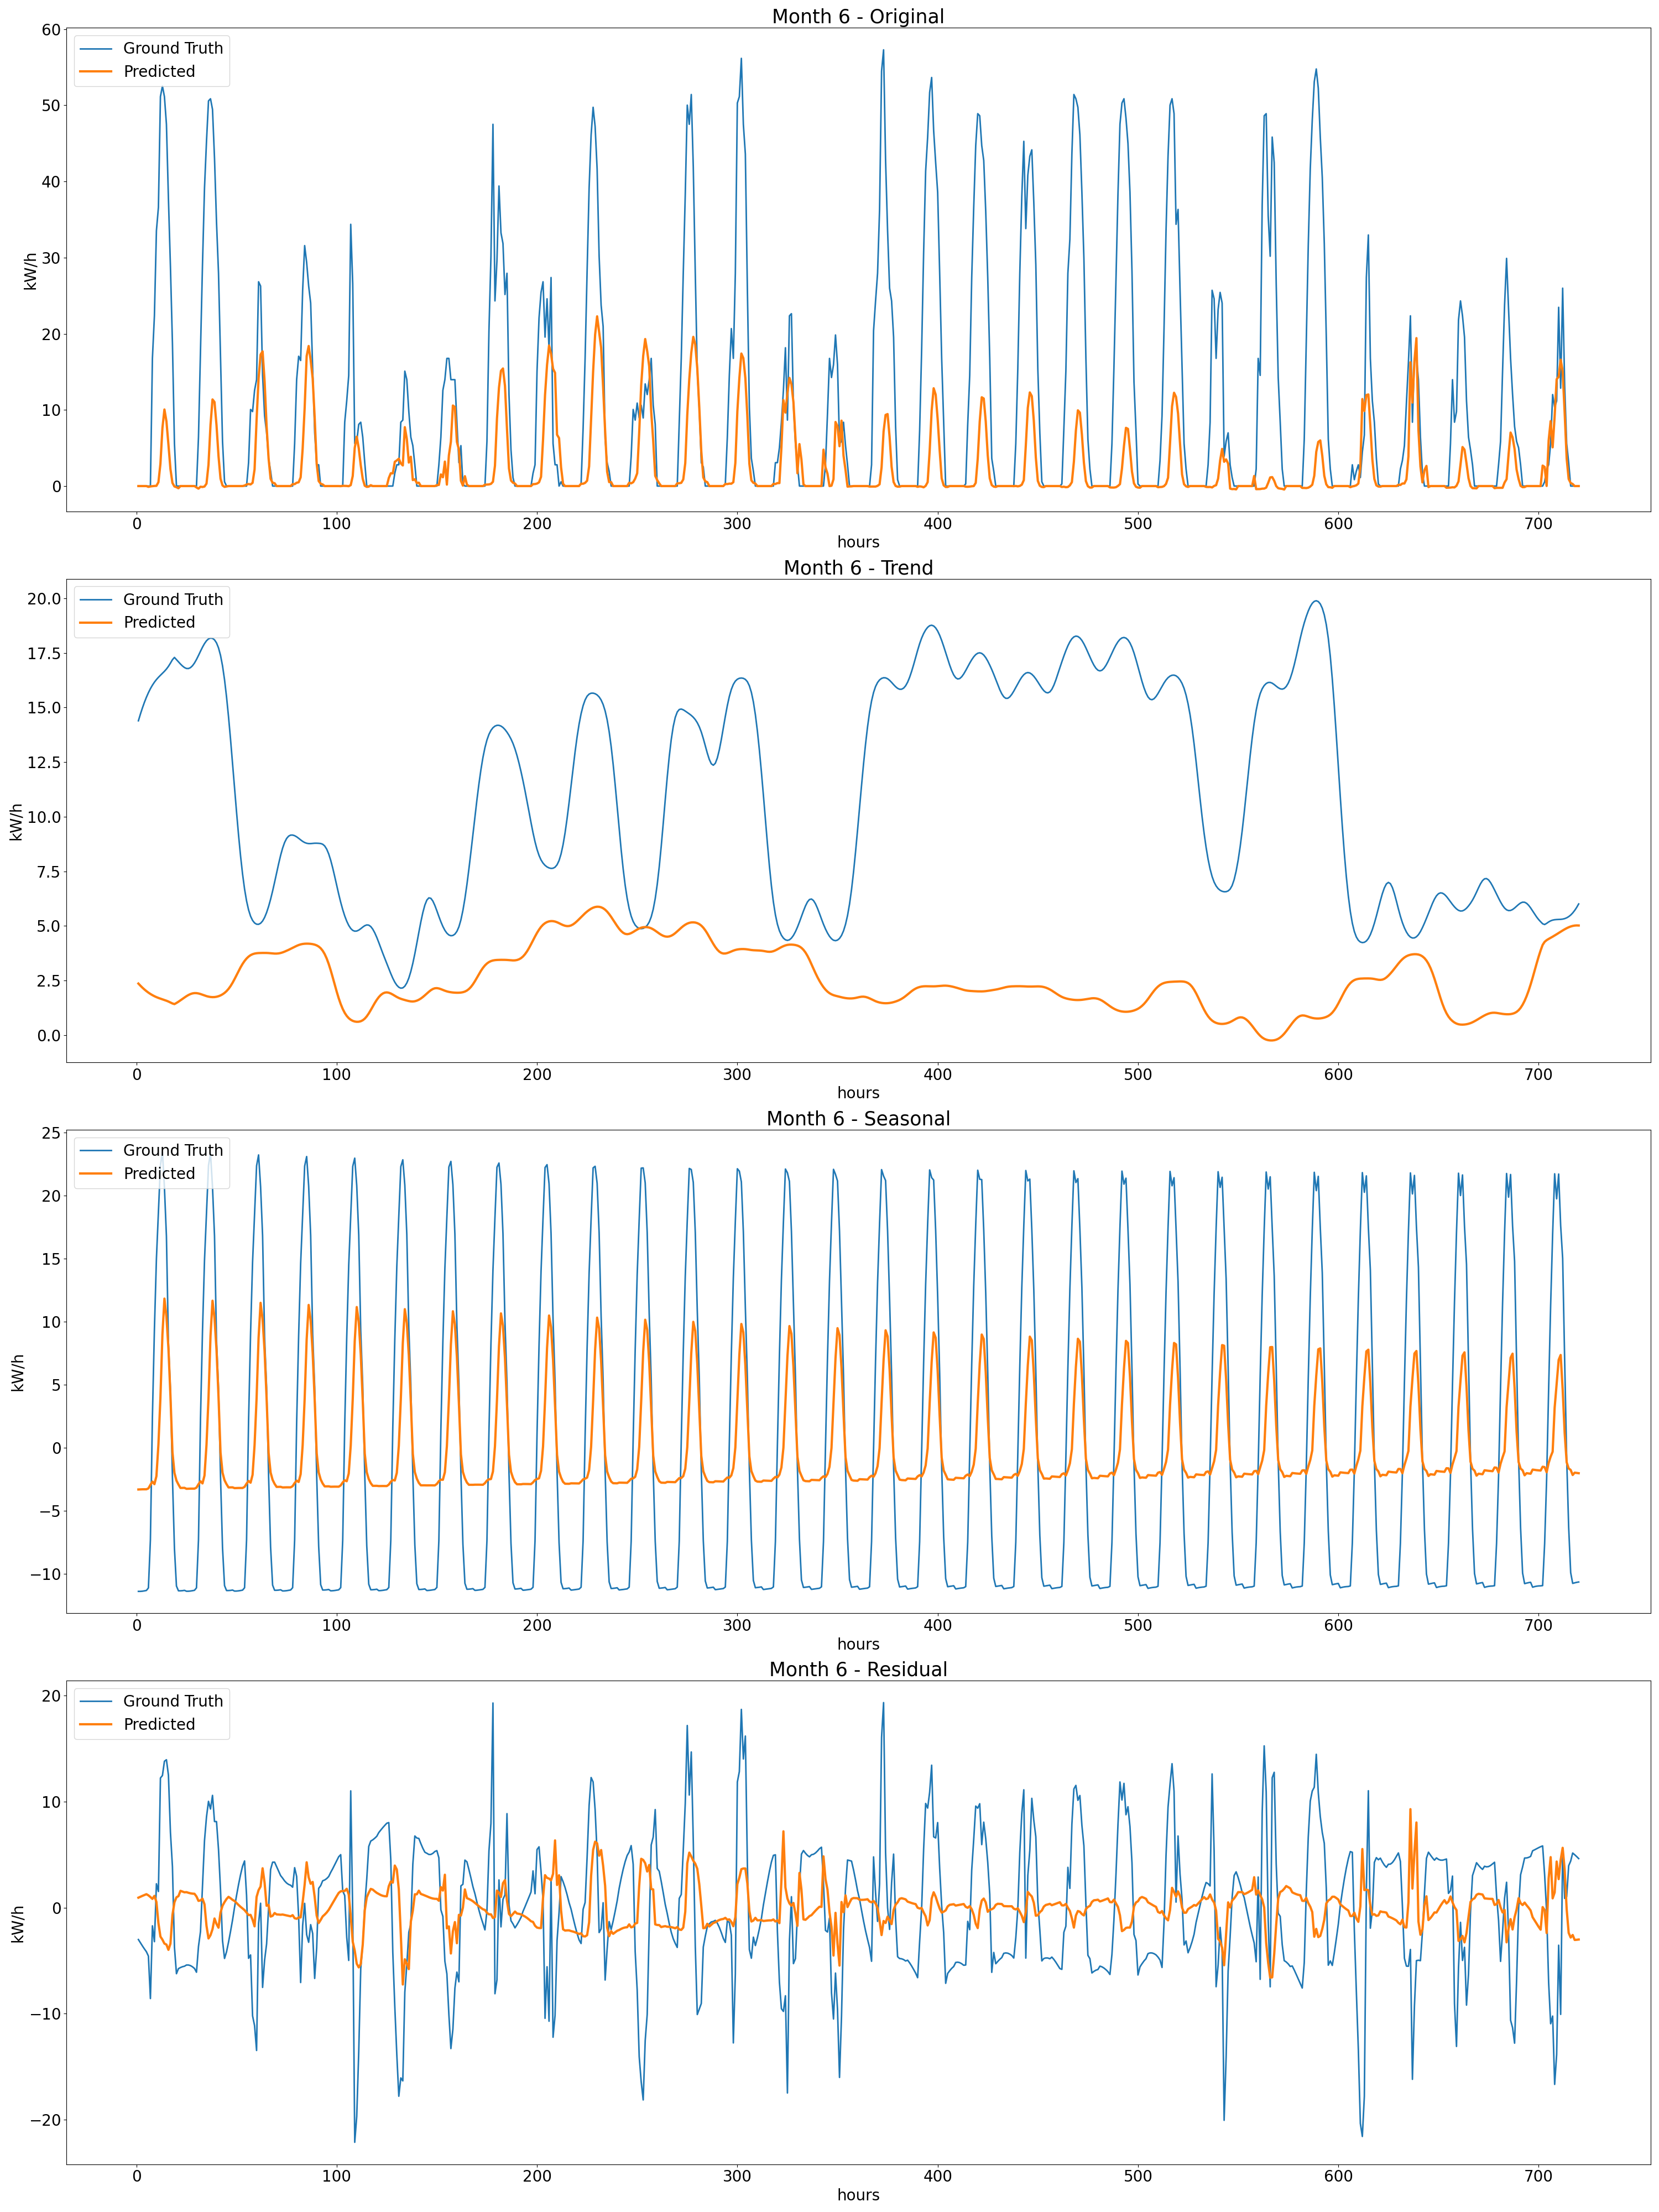 Month 6 - Original
60
Ground Truth
Predicted
50
40
30
20
10
0
kW/h
0 100 200 300 400 500 600 700
hours
Month 6 - Trend
Ground Truth
Predicted
20.0
17.5
15.0
12.5
10.0
7.5
5.0
2.5
0.0
kW/h
0 100 200 300 400 500 600 700
hours
Month 6 - Seasonal
25
Ground Truth
Predicted
20
15
10
5
0
−5
−10
kW/h
0 100 200 300 400 500 600 700
hours
Month 6 - Residual
20
Ground Truth
Predicted
10
0
−10
−20
kW/h
0 100 200 300 400 500 600 700
hours